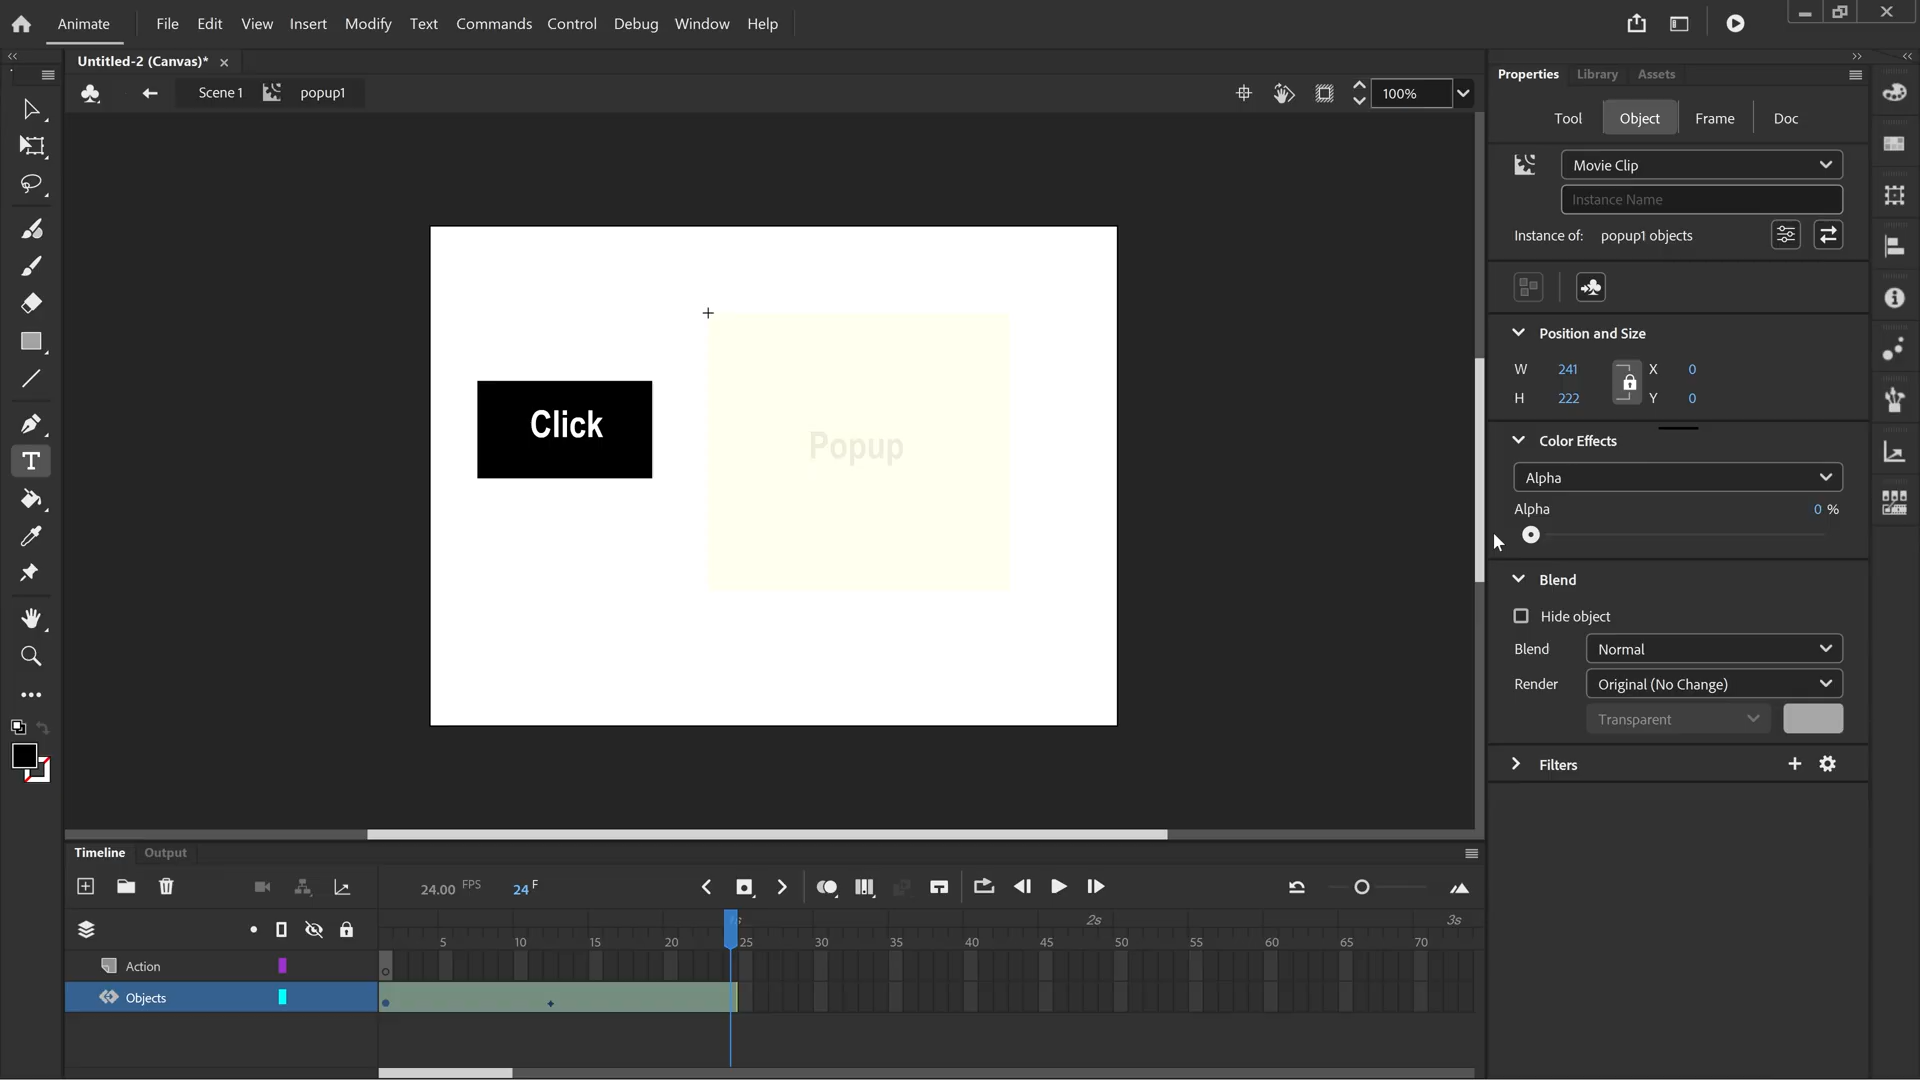 Animate
File Edit View Insert Modify Text Commands Control Debug Window Help
Untitled-2 (Canvas)*
Scene 1 popup1
100%
Click
Popup
Properties Library Assets
Tool Object Frame Doc
Movie Clip
Instance Name
Instance of: popup1 objects
Position and Size
W 241 X 0
H 222 Y 0
Color Effects
Alpha
Alpha 0 %
Blend
Hide object
Blend Normal
Render Original (No Change)
Transparent
Filters
Timeline Output
24.00 FPS 24 F
1s 2s 3s
5 10 15 20 25 30 35 40 45 50 55 60 65 70
Action
Objects